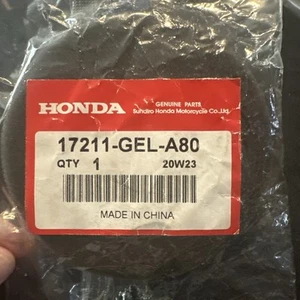 HONDA
GENUINE PARTS
Sundiro Honda Motorcycle Co.,Ltd.
17211-GEL-A80
QTY 1 20W23
MADE IN CHINA